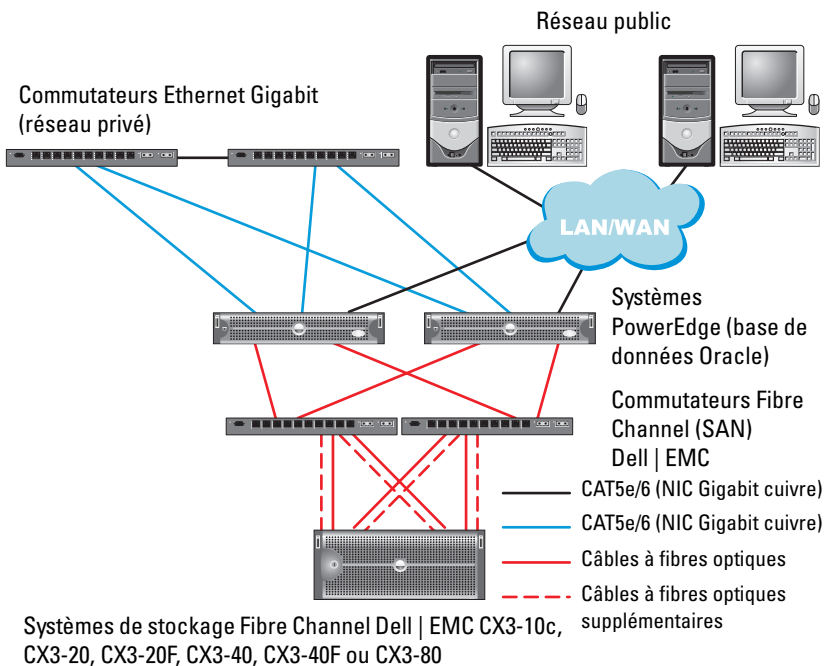 Réseau public
Commutateurs Ethernet Gigabit
(réseau privé)
LAN/WAN
Systèmes
PowerEdge (base de
données Oracle)
Commutateurs Fibre
Channel (SAN)
Dell | EMC
CAT5e/6 (NIC Gigabit cuivre)
CAT5e/6 (NIC Gigabit cuivre)
Câbles à fibres optiques
Câbles à fibres optiques
supplémentaires
Systèmes de stockage Fibre Channel Dell | EMC CX3-10c,
CX3-20, CX3-20F, CX3-40, CX3-40F ou CX3-80